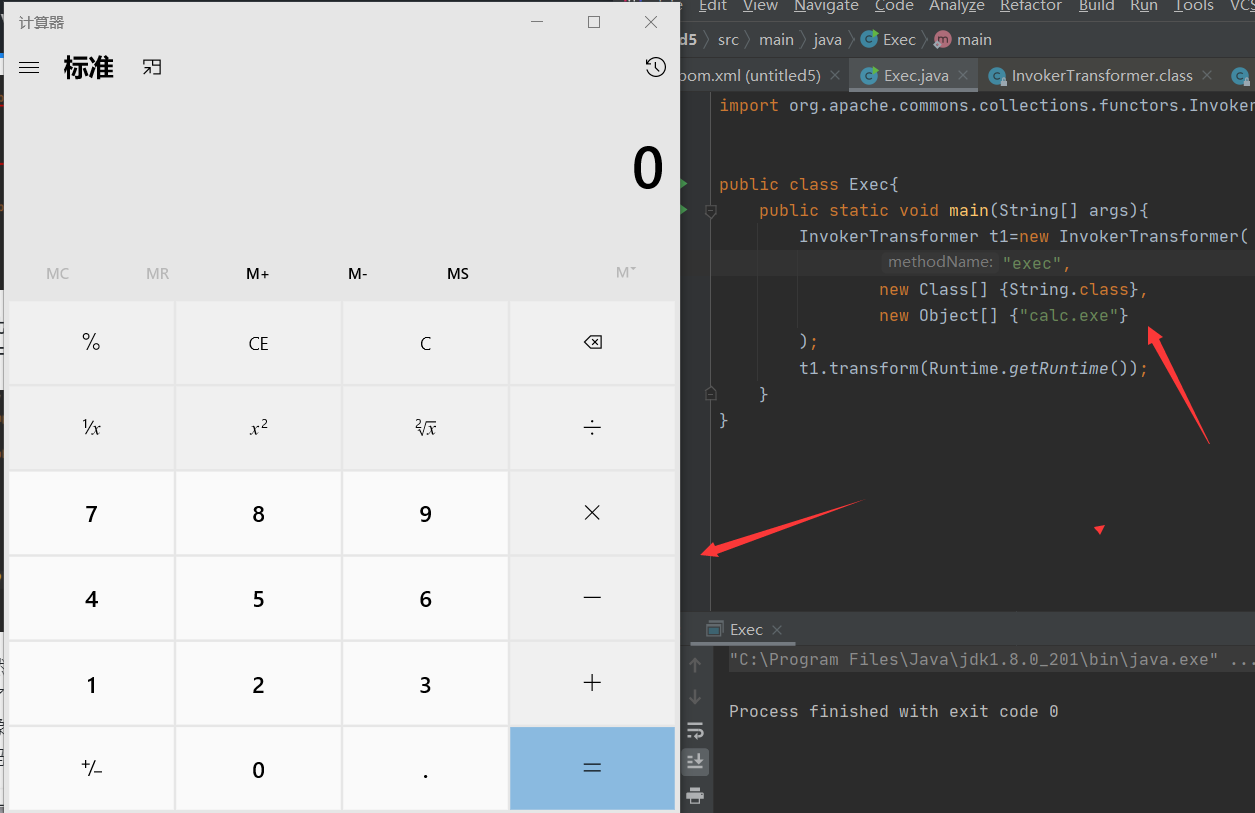 计算器
标准
0
MC MR M+ M- MS M˅
% CE C
¹/x x² ²√x ÷
7 8 9 ×
4 5 6 −
1 2 3 +
+/− 0 . =
Edit View Navigate Code Analyze Refactor Build Run Tools VCS
d5 〉 src 〉 main 〉 java 〉 Exec 〉 main
pom.xml (untitled5) × Exec.java × InvokerTransformer.class ×
import org.apache.commons.collections.functors.Invoker
public class Exec{
public static void main(String[] args){
InvokerTransformer t1=new InvokerTransformer(
methodName: "exec",
new Class[] {String.class},
new Object[] {"calc.exe"}
);
t1.transform(Runtime.getRuntime());
}
}
Exec ×
"C:\Program Files\Java\jdk1.8.0_201\bin\java.exe" ...
Process finished with exit code 0